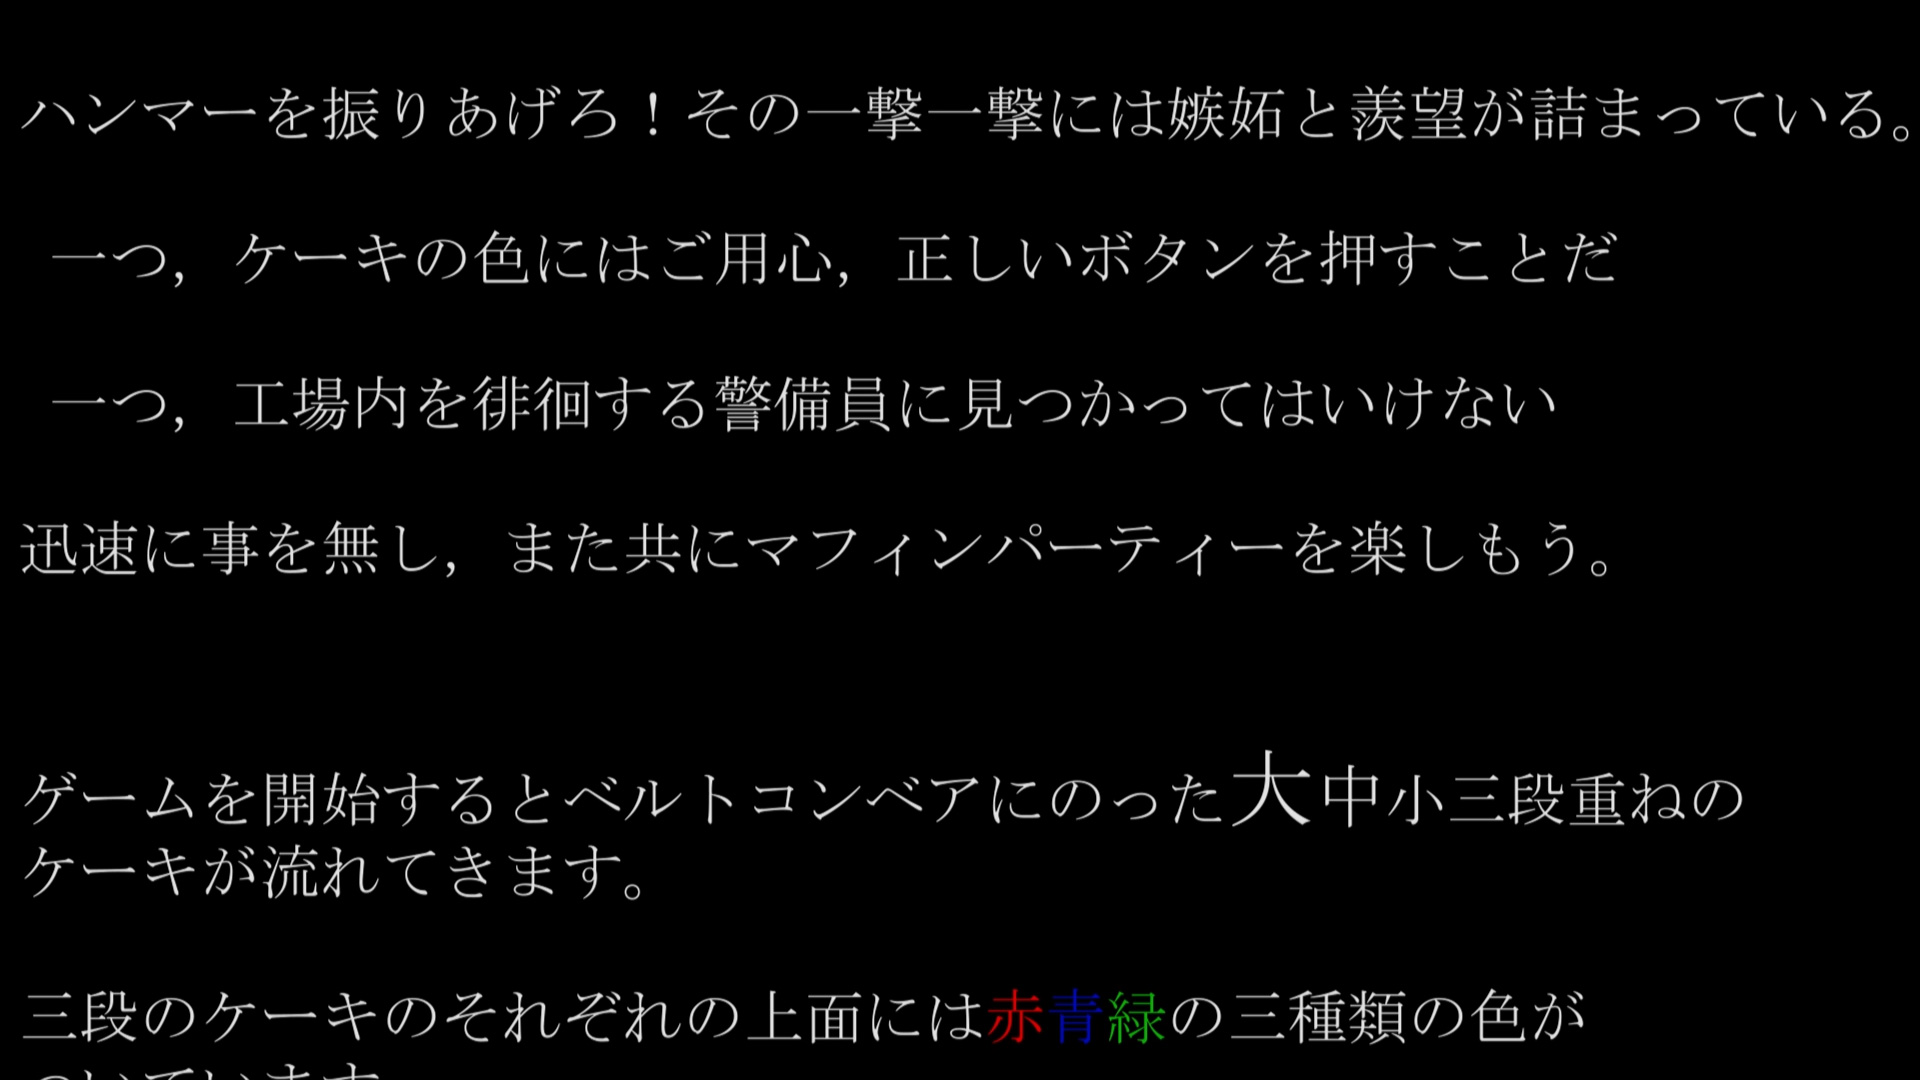 ハンマーを振りあげろ！その一撃一撃には嫉妬と羨望が詰まっている。
一つ，ケーキの色にはご用心，正しいボタンを押すことだ
一つ，工場内を徘徊する警備員に見つかってはいけない
迅速に事を無し，また共にマフィンパーティーを楽しもう。
ゲームを開始するとベルトコンベアにのった大中小三段重ねの
ケーキが流れてきます。
三段のケーキのそれぞれの上面には赤青緑の三種類の色が
ついています